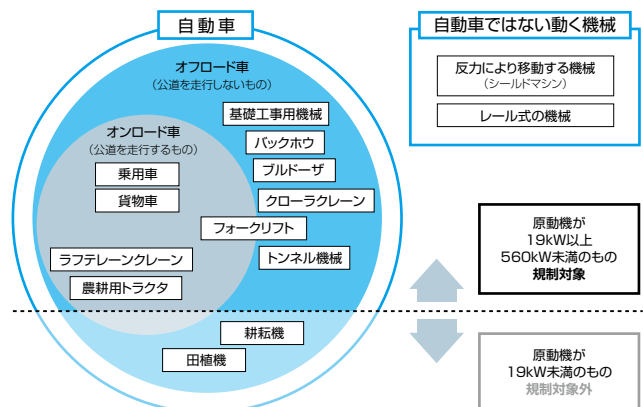 自動車
オフロード車
（公道を走行しないもの）
基礎工事用機械
バックホウ
ブルドーザ
クローラクレーン
フォークリフト
トンネル機械
オンロード車
（公道を走行するもの）
乗用車
貨物車
ラフテレーンクレーン
農耕用トラクタ
耕耘機
田植機
自動車ではない動く機械
反力により移動する機械
（シールドマシン）
レール式の機械
原動機が
19kW以上
560kW未満のもの
規制対象
原動機が
19kW未満のもの
規制対象外